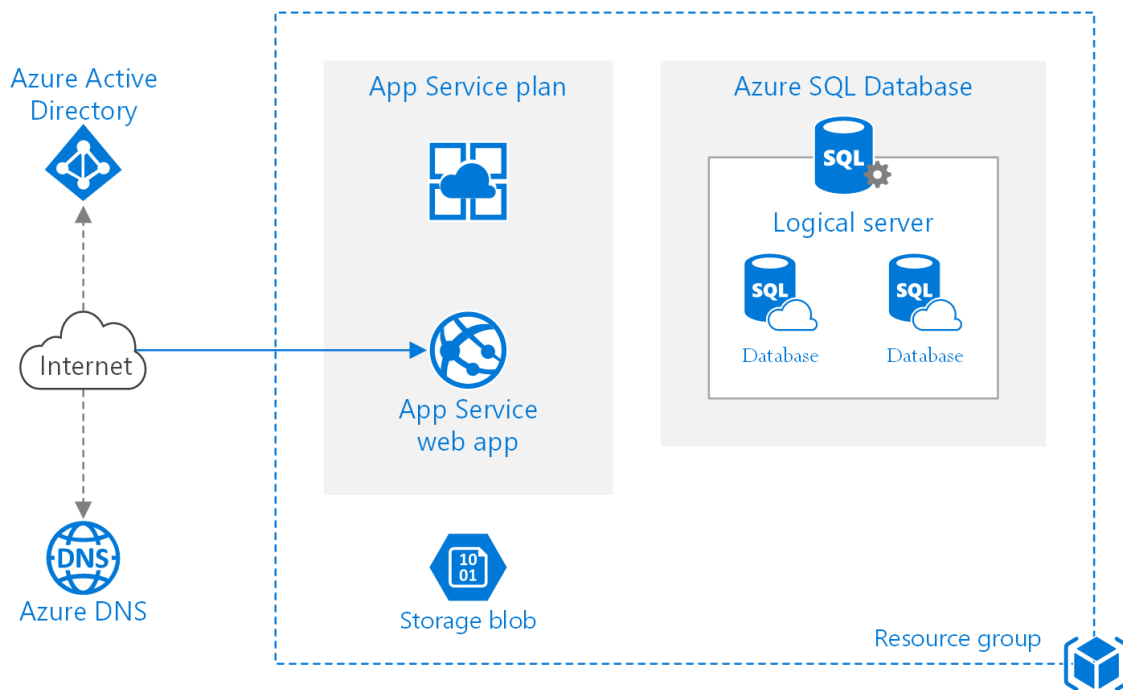 Azure Active
Directory
Internet
DNS
Azure DNS
App Service plan
App Service
web app
10
01
Storage blob
Azure SQL Database
SQL
Logical server
SQL
SQL
Database
Database
Resource group